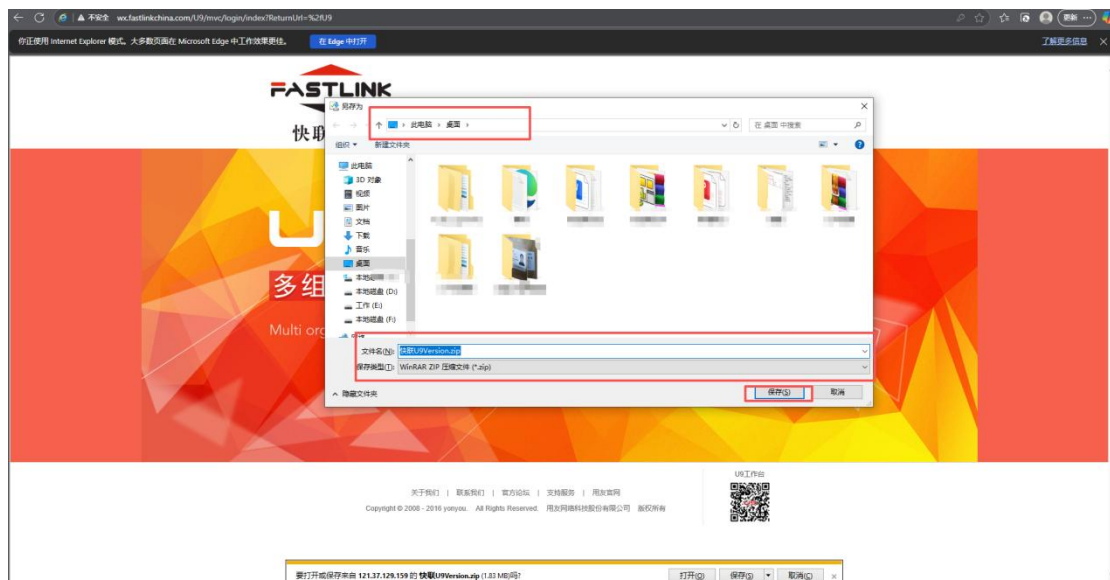 不安全 wx.fastlinkchina.com/U9/mvc/login/index?ReturnUrl=%2fU9
更新
你正使用 Internet Explorer 模式。大多数页面在 Microsoft Edge 中工作效果更佳。 在 Edge 中打开 了解更多信息
FASTLINK
快联
另存为
此电脑 › 桌面 ›
在 桌面 中搜索
组织 新建文件夹
此电脑
3D 对象
视频
图片
文档
下载
音乐
桌面
本地
本地磁盘 (D:)
工作 (E:)
本地磁盘 (F:)
文件名(N): 快联U9Version.zip
保存类型(T): WinRAR ZIP 压缩文件 (*.zip)
隐藏文件夹 保存(S) 取消
U
多组
Multi org
U9工作台
关于我们 | 联系我们 | 官方论坛 | 支持服务 | 用友官网
Copyright © 2008 - 2016 yonyou. All Rights Reserved. 用友网络科技股份有限公司 版权所有
要打开或保存来自 121.37.129.159 的 快联U9Version.zip (1.83 MB)吗? 打开(O) 保存(S) 取消(C)